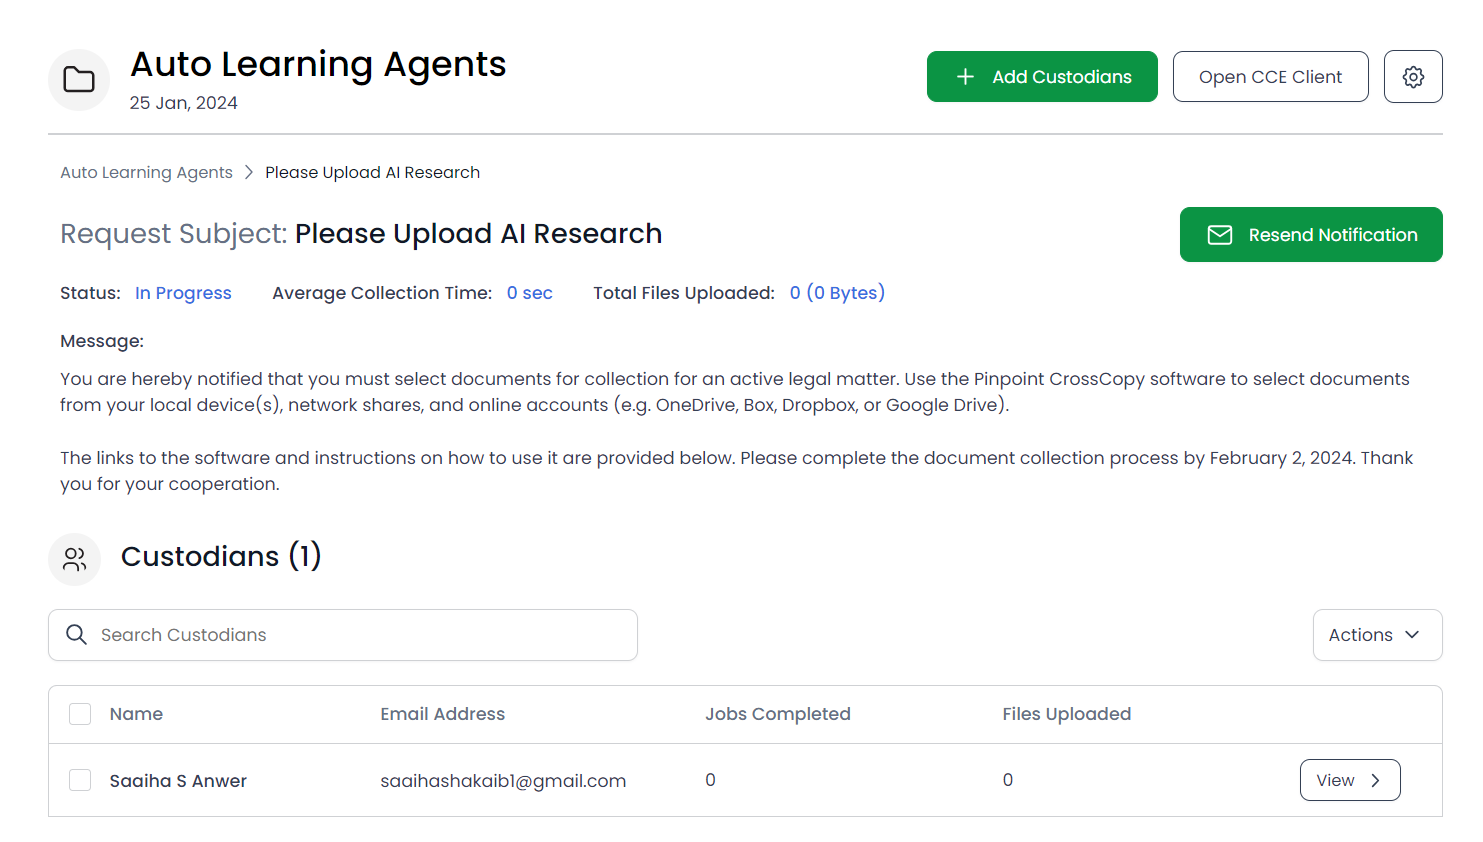 Auto Learning Agents
25 Jan, 2024
Add Custodians
Open CCE Client
Auto Learning Agents
Please Upload AI Research
Request Subject: Please Upload AI Research
Resend Notification
Status: In Progress Average Collection Time: 0 sec Total Files Uploaded: 0 (0 Bytes)
Message:
You are hereby notified that you must select documents for collection for an active legal matter. Use the Pinpoint CrossCopy software to select documents
from your local device(s), network shares, and online accounts (e.g. OneDrive, Box, Dropbox, or Google Drive).
The links to the software and instructions on how to use it are provided below. Please complete the document collection process by February 2, 2024. Thank
you for your cooperation.
Custodians (1)
Search Custodians
Actions
Name Email Address Jobs Completed Files Uploaded
Saaiha S Anwer saaihashakaib1@gmail.com 0 0 View